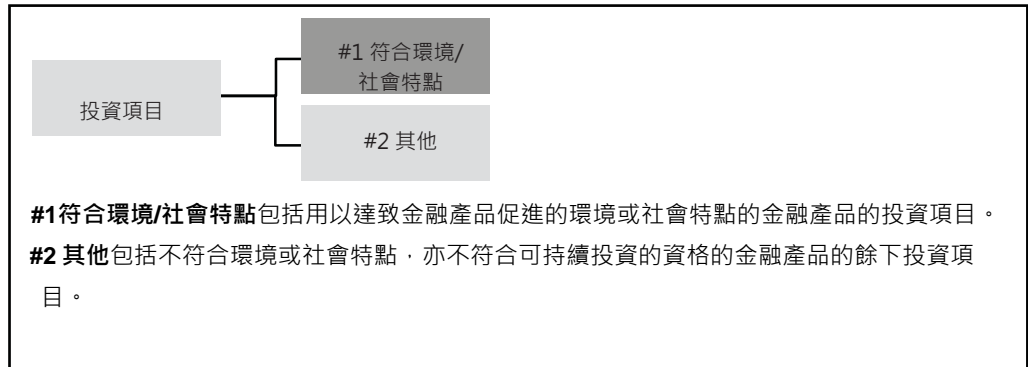 #1 符合環境/
社會特點
投資項目
#2 其他
#1符合環境/社會特點包括用以達致金融產品促進的環境或社會特點的金融產品的投資項目。
#2 其他包括不符合環境或社會特點，亦不符合可持續投資的資格的金融產品的餘下投資項
目。